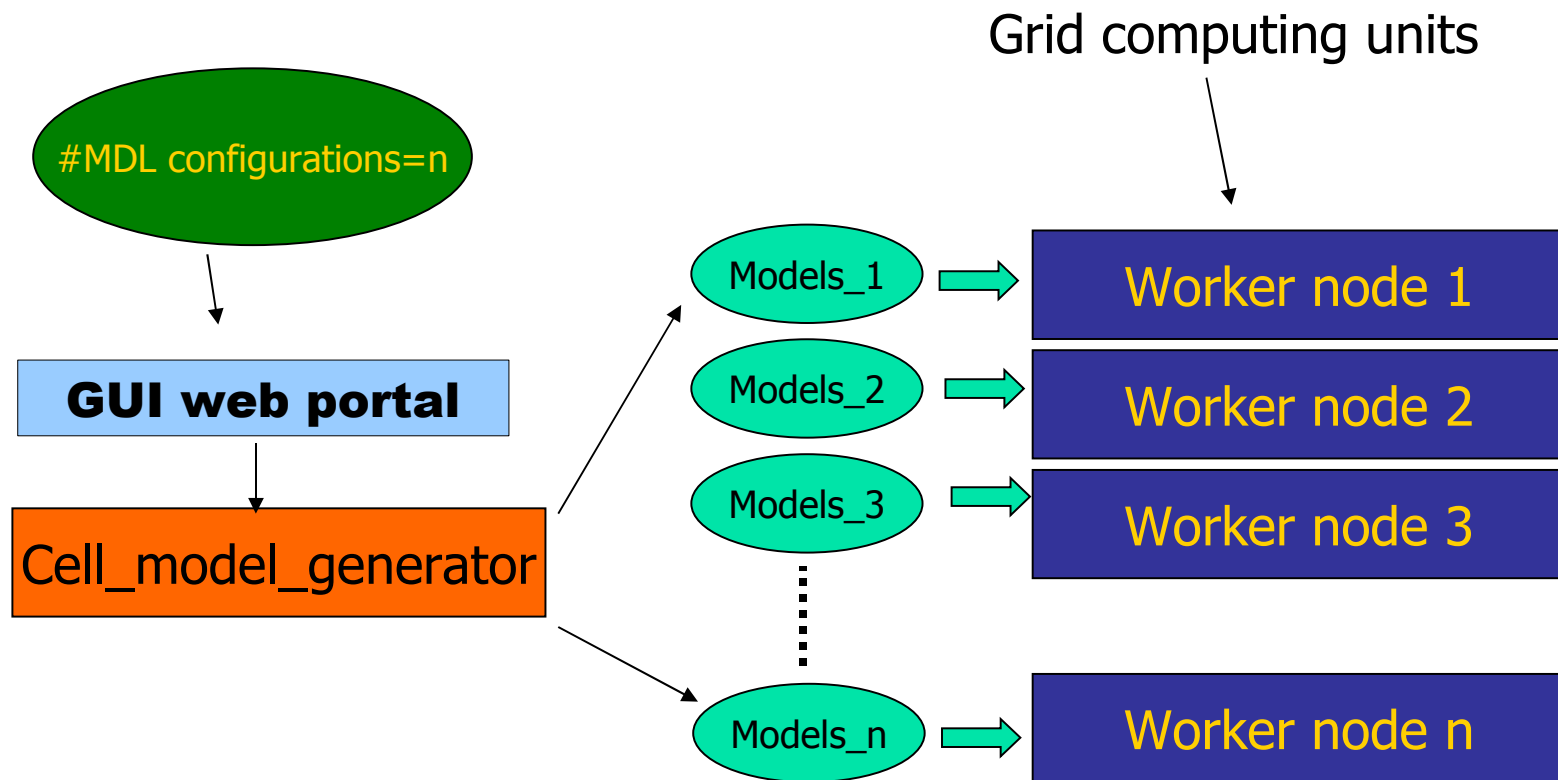 Grid computing units
#MDL configurations=n
GUI web portal
Cell_model_generator
Models_1
Worker node 1
Models_2
Worker node 2
Models_3
Worker node 3
Models_n
Worker node n